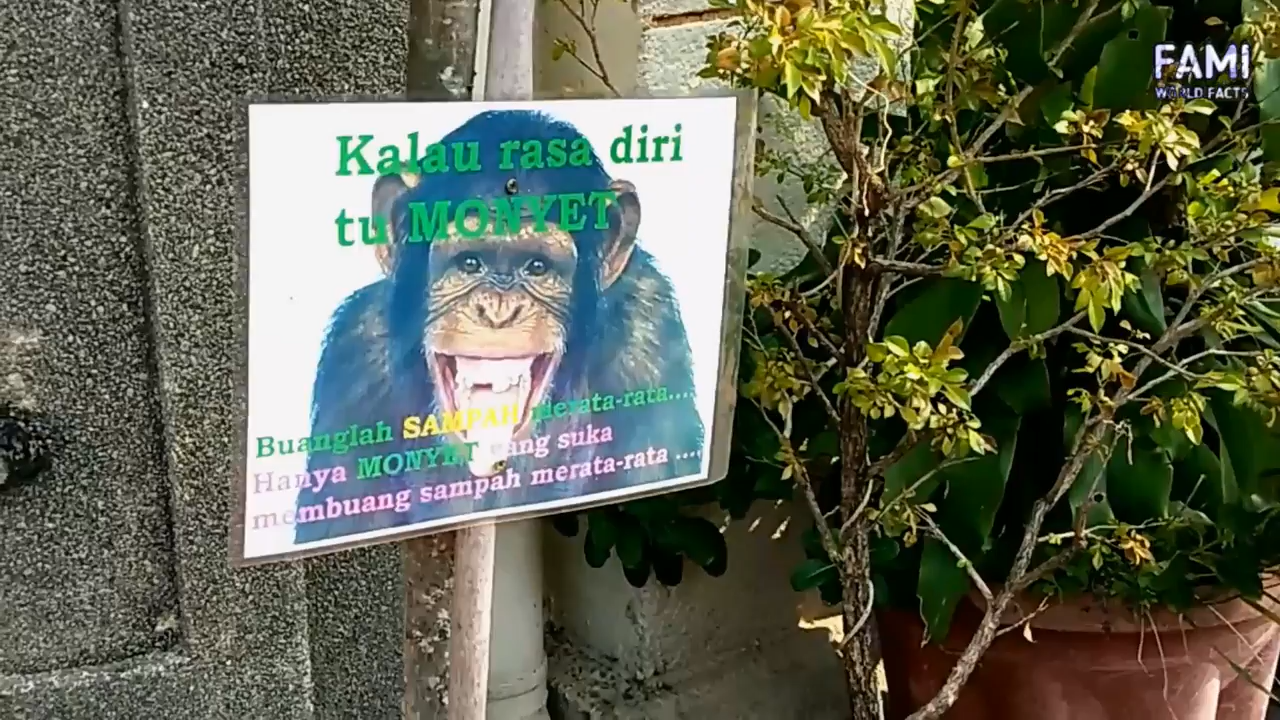 FAMI
WORLD FACTS
Kalau rasa diri
tu MONYET
Buanglah SAMPAH merata-rata....
Hanya MONYET yang suka
membuang sampah merata-rata ....